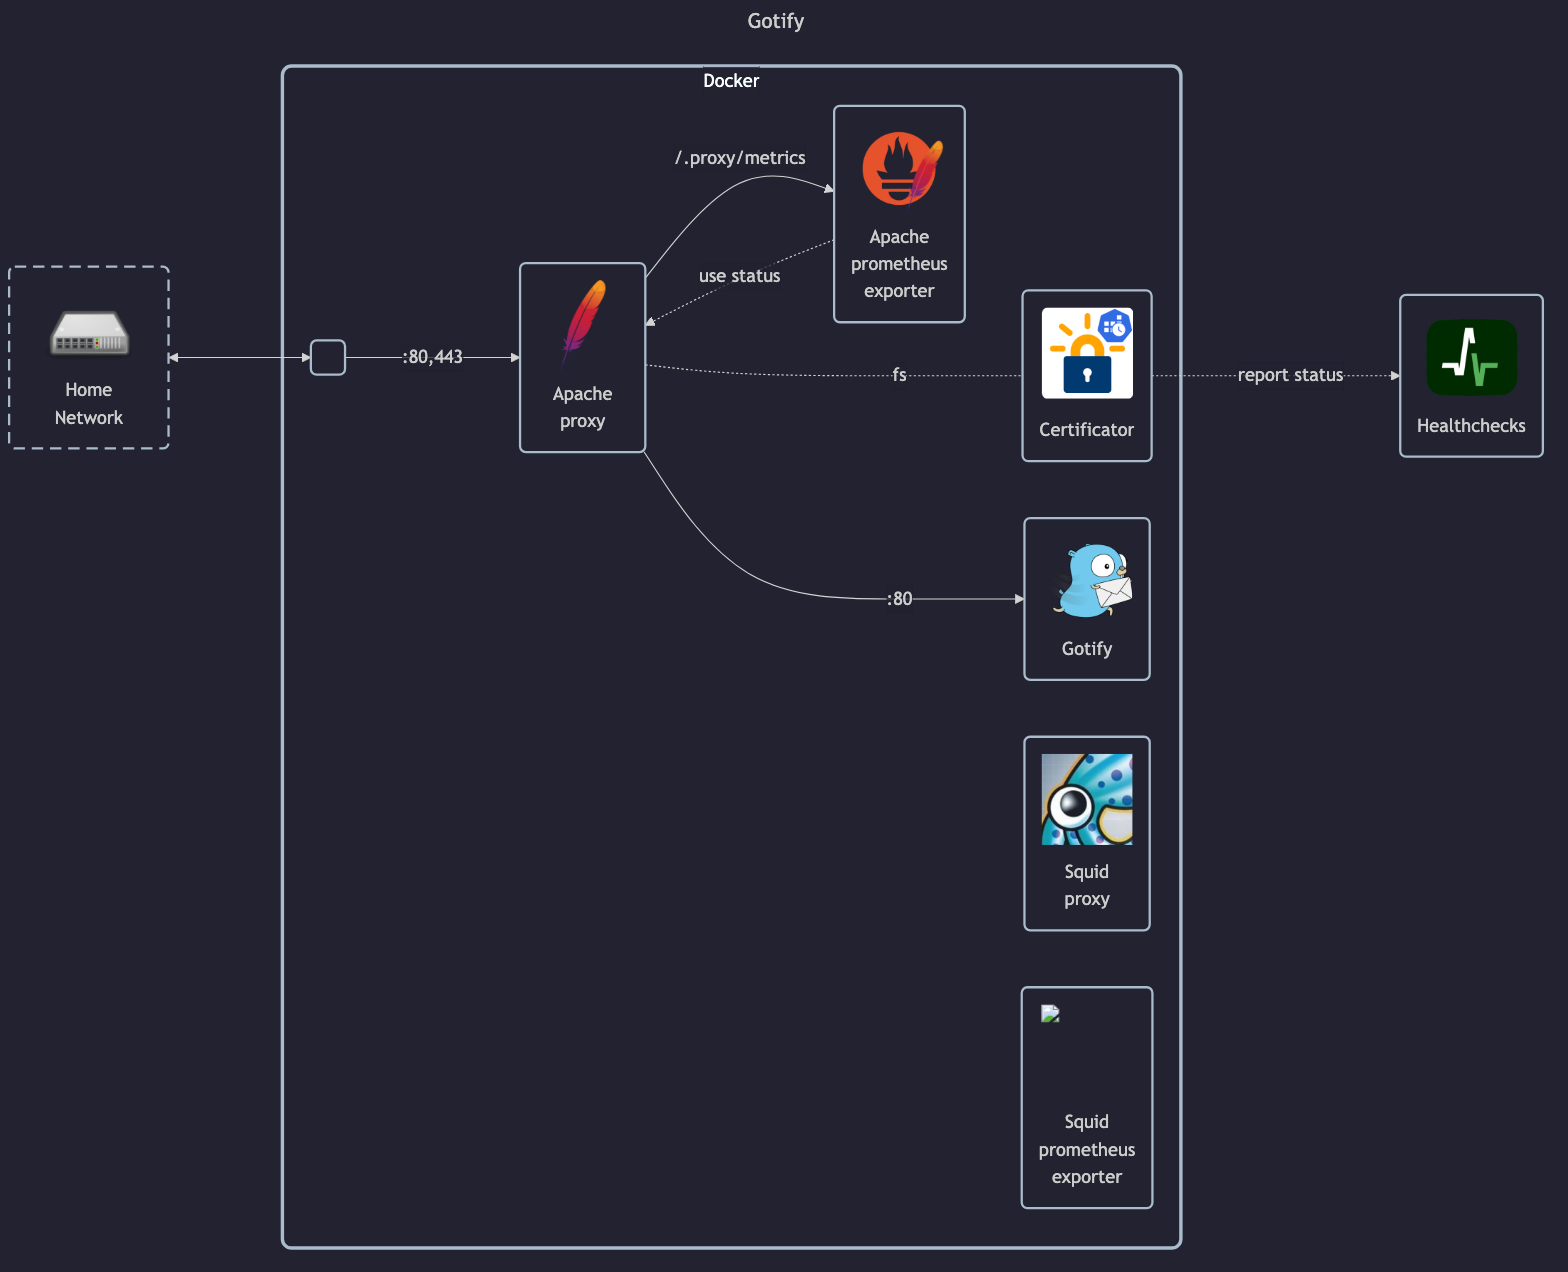 Gotify
Docker
/.proxy/metrics
Apache
prometheus
exporter
use status
Home
Network
:80,443
Apache
proxy
fs
Certificator
report status
Healthchecks
:80
Gotify
Squid
proxy
Squid
prometheus
exporter